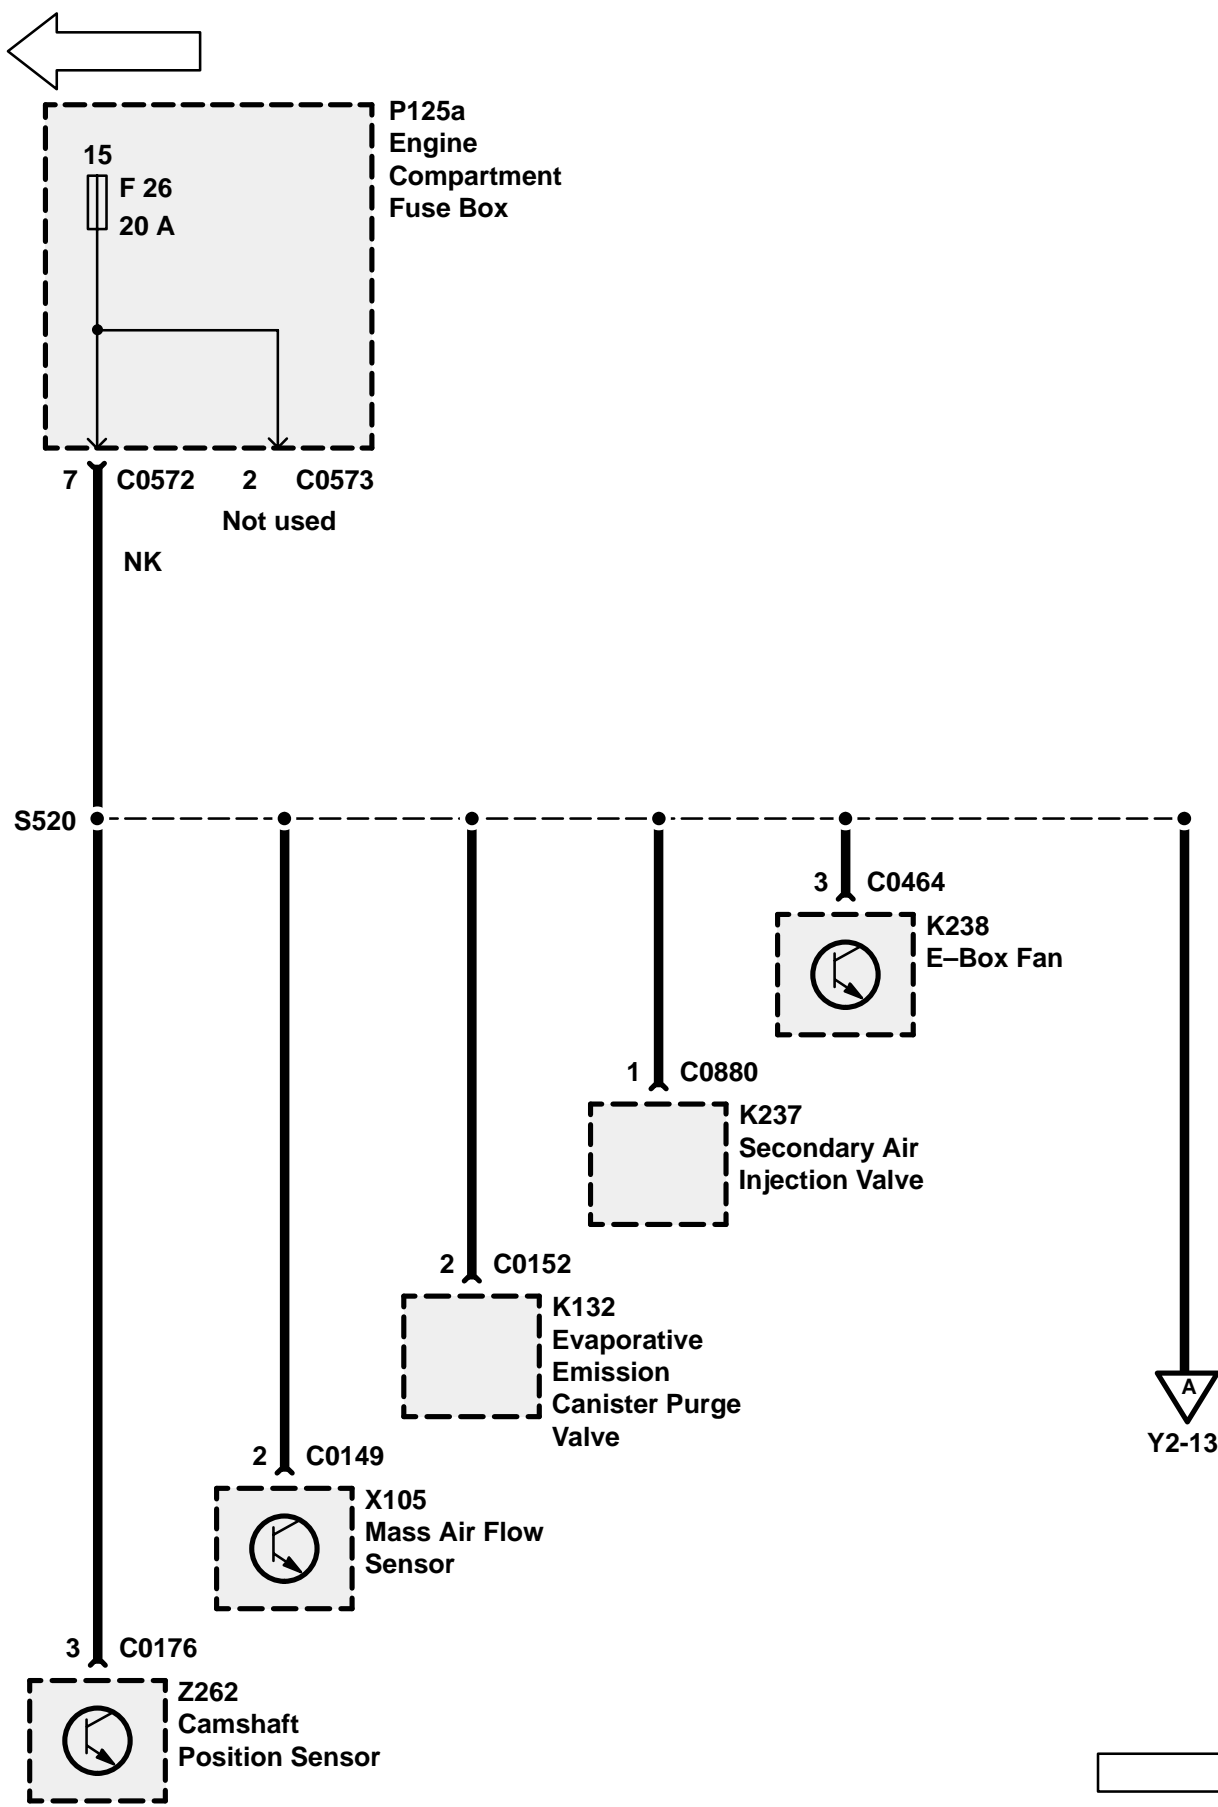 P125a
Engine
Compartment
Fuse Box
15
F 26
20 A
7 C0572 2 C0573
Not used
NK
S520
3 C0464
K238
E–Box Fan
1 C0880
K237
Secondary Air
Injection Valve
2 C0152
K132
Evaporative
Emission
Canister Purge
Valve
A
Y2-13
2 C0149
X105
Mass Air Flow
Sensor
3 C0176
Z262
Camshaft
Position Sensor